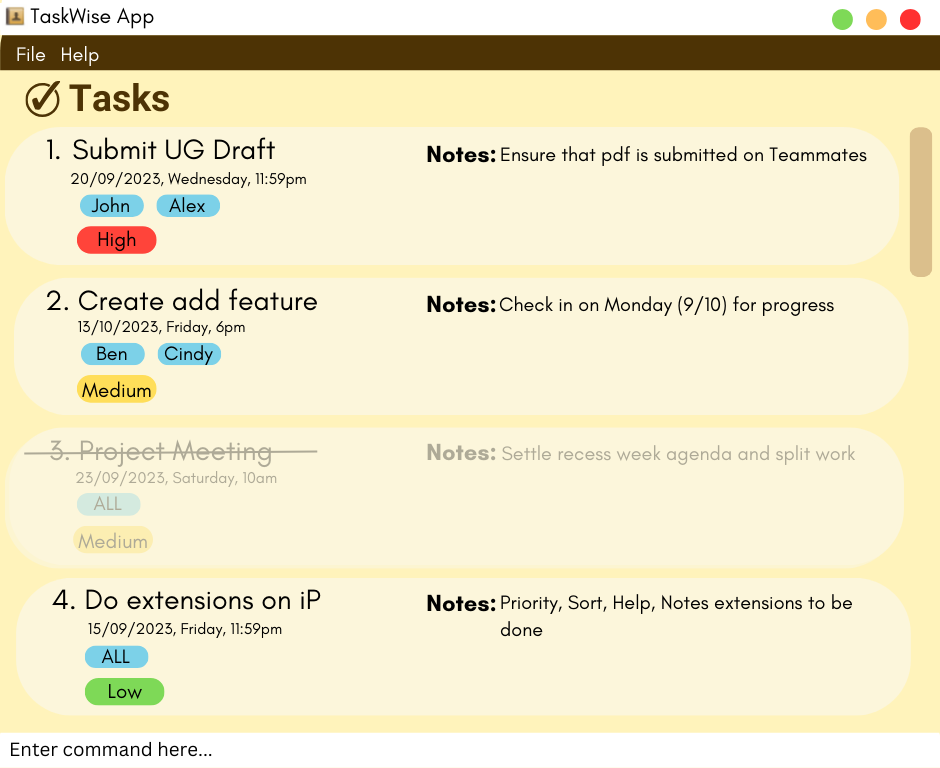 TaskWise App
File Help
Tasks
1. Submit UG Draft
20/09/2023, Wednesday, 11:59pm
John Alex
High
Notes: Ensure that pdf is submitted on Teammates
2. Create add feature
13/10/2023, Friday, 6pm
Ben Cindy
Medium
Notes: Check in on Monday (9/10) for progress
3. Project Meeting
23/09/2023, Saturday, 10am
ALL
Medium
Notes: Settle recess week agenda and split work
4. Do extensions on iP
15/09/2023, Friday, 11:59pm
ALL
Low
Notes: Priority, Sort, Help, Notes extensions to be
done
Enter command here...